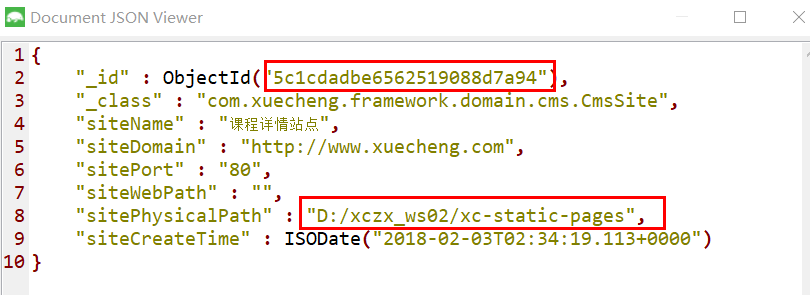 Document JSON Viewer
1 {
2 "_id" : ObjectId("5c1cdadbe6562519088d7a94"),
3 "_class" : "com.xuecheng.framework.domain.cms.CmsSite",
4 "siteName" : "课程详情站点",
5 "siteDomain" : "http://www.xuecheng.com",
6 "sitePort" : "80",
7 "siteWebPath" : "",
8 "sitePhysicalPath" : "D:/xczx_ws02/xc-static-pages",
9 "siteCreateTime" : ISODate("2018-02-03T02:34:19.113+0000")
10 }